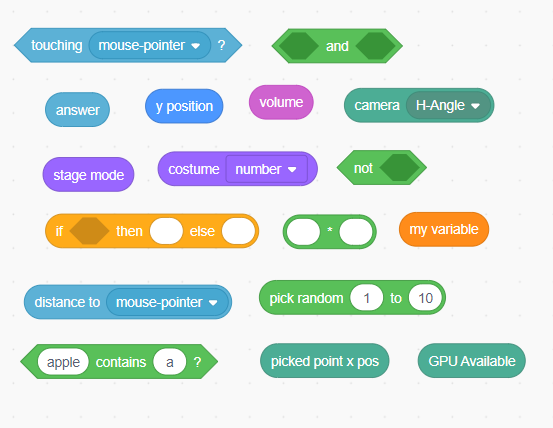 touching mouse-pointer ? and
answer y position volume camera H-Angle
stage mode costume number not
if then else * my variable
distance to mouse-pointer pick random 1 to 10
apple contains a ? picked point x pos GPU Available